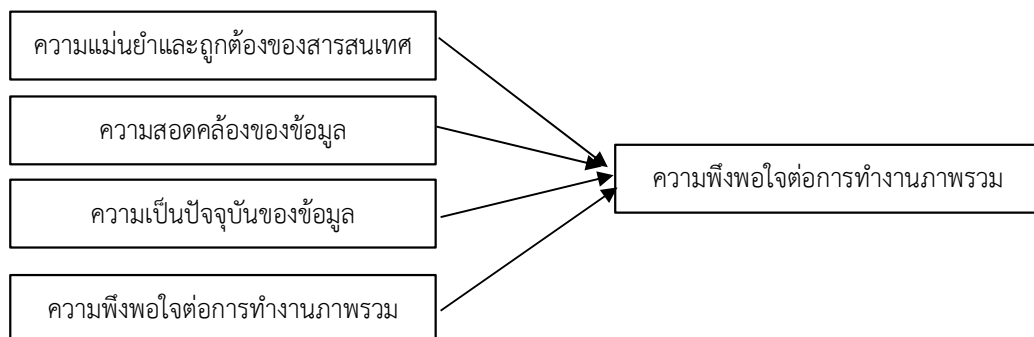 ความแม่นยำและถูกต้องของสารสนเทศ
ความสอดคล้องของข้อมูล
ความเป็นปัจจุบันของข้อมูล
ความพึงพอใจต่อการทำงานภาพรวม
ความพึงพอใจต่อการทำงานภาพรวม